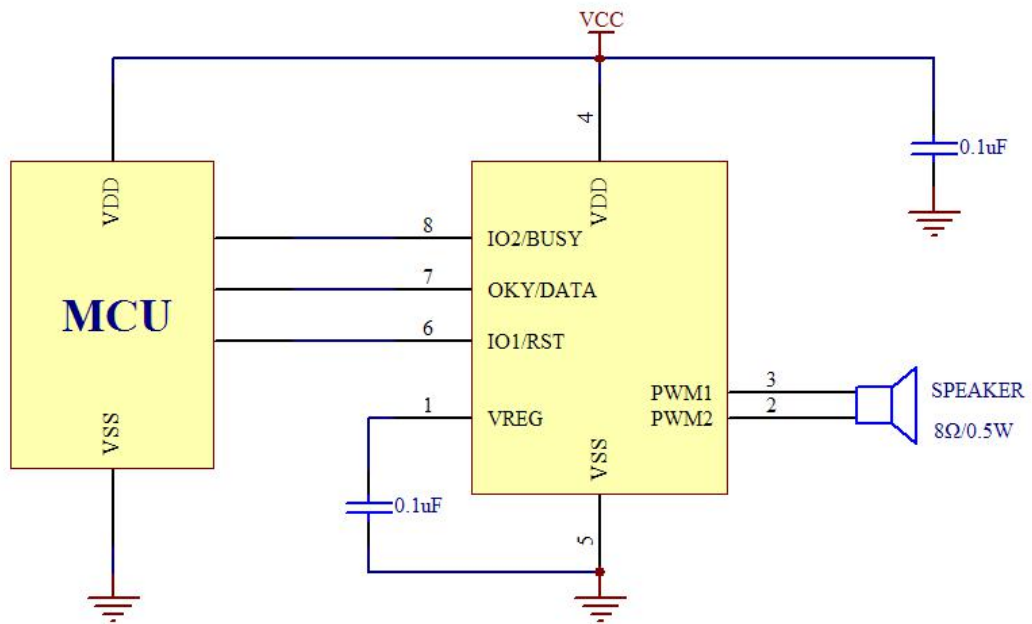 VCC
4
0.1uF
VDD
VDD
8
IO2/BUSY
7
OKY/DATA
MCU
6
IO1/RST
3
PWM1
SPEAKER
1
VREG
2
PWM2
8Ω/0.5W
VSS
VSS
0.1uF
5